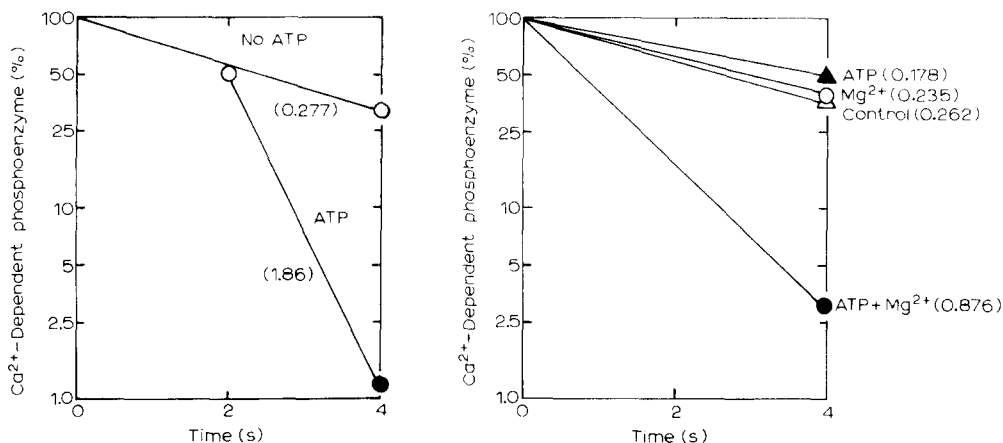 Ca²⁺-Dependent phosphoenzyme (%)
100
50
25
10
5
2.5
1.0
No ATP
(0.277)
ATP
(1.86)
0
2
4
Time (s)
Ca²⁺-Dependent phosphoenzyme (%)
100
50
25
10
5
2.5
1.0
ATP (0.178)
Mg²⁺ (0.235)
Control (0.262)
ATP + Mg²⁺ (0.876)
0
2
4
Time (s)